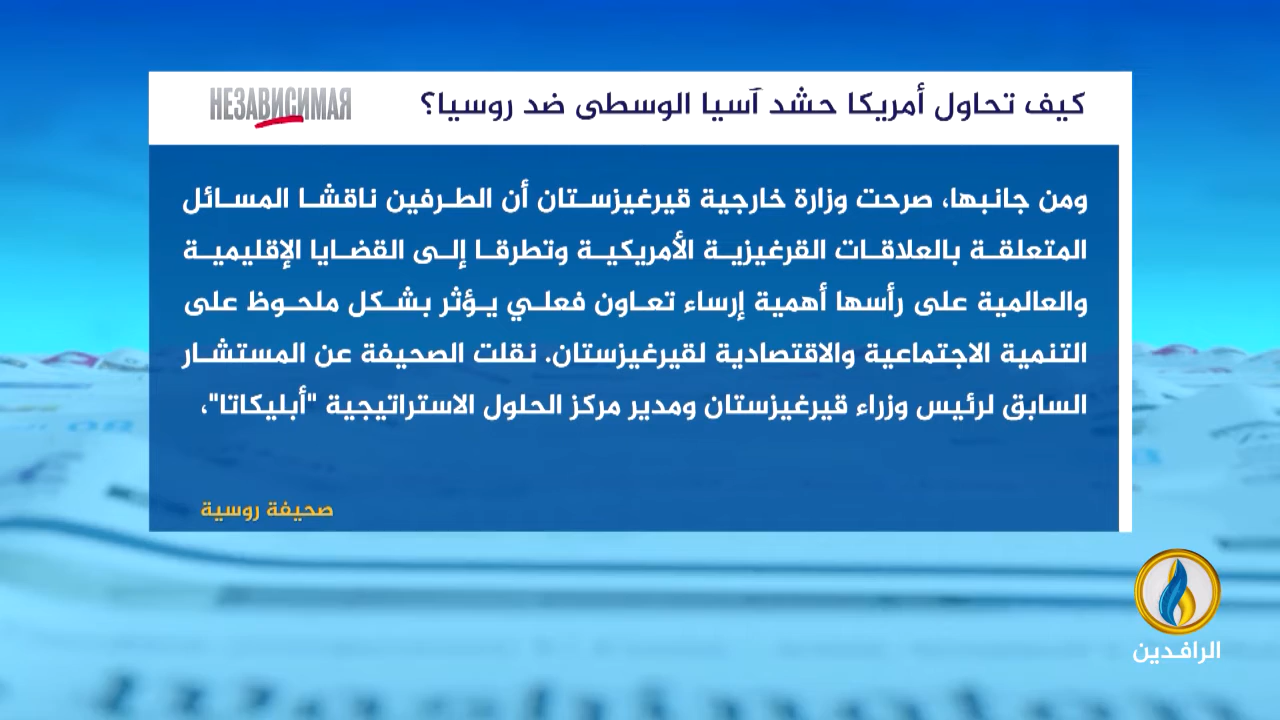 كيف تحاول أمريكا حشد آسيا الوسطى ضد روسيا؟
НЕЗАВИСИМАЯ
ومن جانبها، صرحت وزارة خارجية قيرغيزستان أن الطرفين ناقشا المسائل
المتعلقة بالعلاقات القرغيزية الأمريكية وتطرقا إلى القضايا الإقليمية
والعالمية على رأسها أهمية إرساء تعاون فعلي يؤثر بشكل ملحوظ على
التنمية الاجتماعية والاقتصادية لقيرغيزستان. نقلت الصحيفة عن المستشار
السابق لرئيس وزراء قيرغيزستان ومدير مركز الحلول الاستراتيجية "أبليكاتا"،
صحيفة روسية
الرافدين